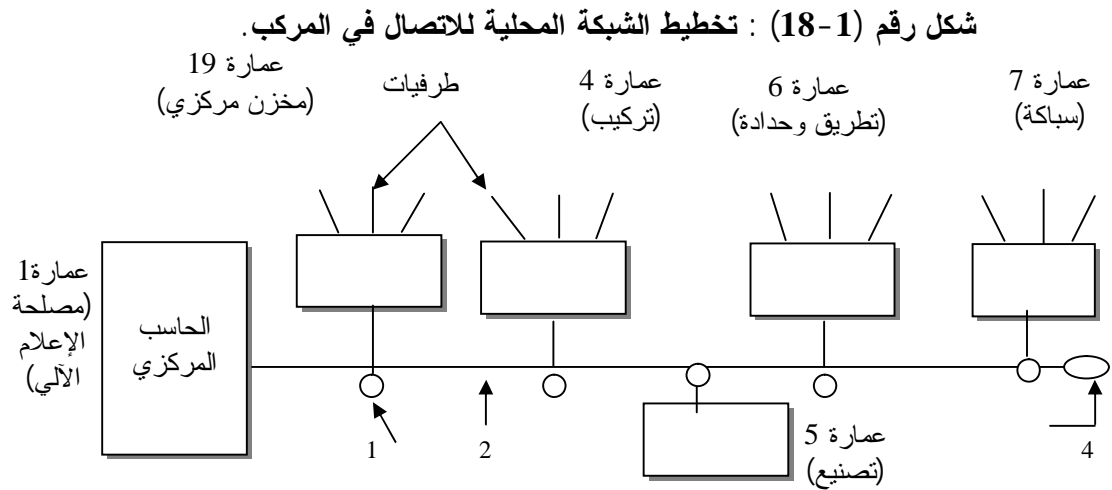 شكل رقم (1-18) : تخطيط الشبكة المحلية للاتصال في المركب.
عمارة 7
(سباكة)
عمارة 6
(تطريق وحدادة)
عمارة 4
(تركيب)
طرفيات
عمارة 19
(مخزن مركزي)
عمارة1
(مصلحة
الإعلام
الآلي)
الحاسب
المركزي
1
2
عمارة 5
(تصنيع)
4